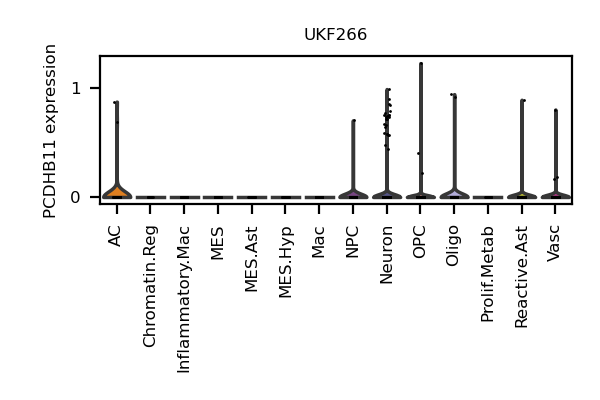 UKF266
PCDHB11 expression
1
0
AC
Chromatin.Reg
Inflammatory.Mac
MES
MES.Ast
MES.Hyp
Mac
NPC
Neuron
OPC
Oligo
Prolif.Metab
Reactive.Ast
Vasc